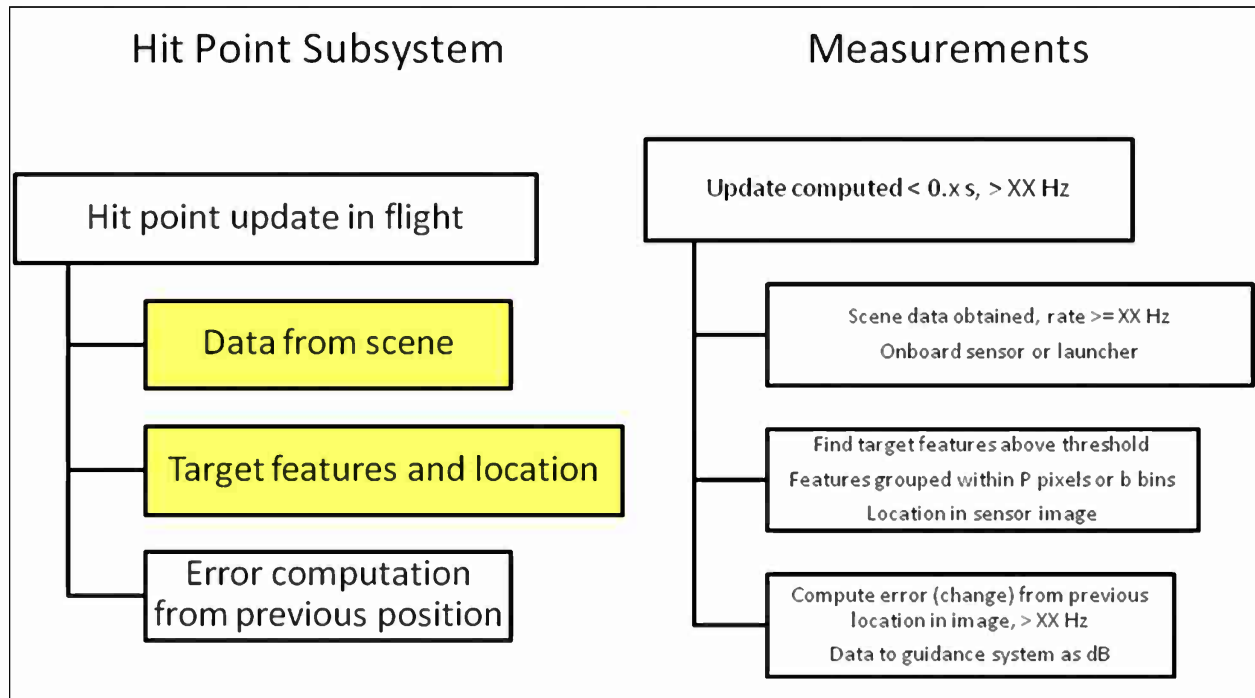 Hit Point Subsystem
Measurements
Hit point update in flight
Data from scene
Target features and location
Error computation
from previous position
Update computed < 0.x s, > XX Hz
Scene data obtained, rate >= XX Hz
Onboard sensor or launcher
Find target features above threshold
Features grouped within P pixels or b bins
Location in sensor image
Compute error (change) from previous
location in image, > XX Hz
Data to guidance system as dB